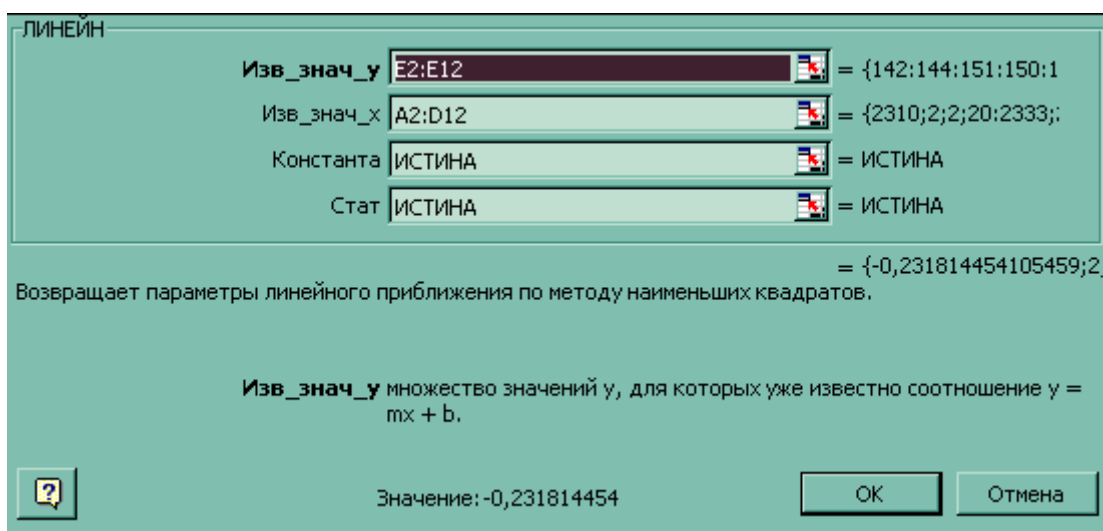 ЛИНЕЙН
Изв_знач_y E2:E12 = {142:144:151:150:1
Изв_знач_x A2:D12 = {2310;2;2;20:2333;
Константа ИСТИНА = ИСТИНА
Стат ИСТИНА = ИСТИНА
= {-0,231814454105459;2
Возвращает параметры линейного приближения по методу наименьших квадратов.
Изв_знач_y множество значений y, для которых уже известно соотношение y =
mx + b.
Значение:-0,231814454 OK Отмена